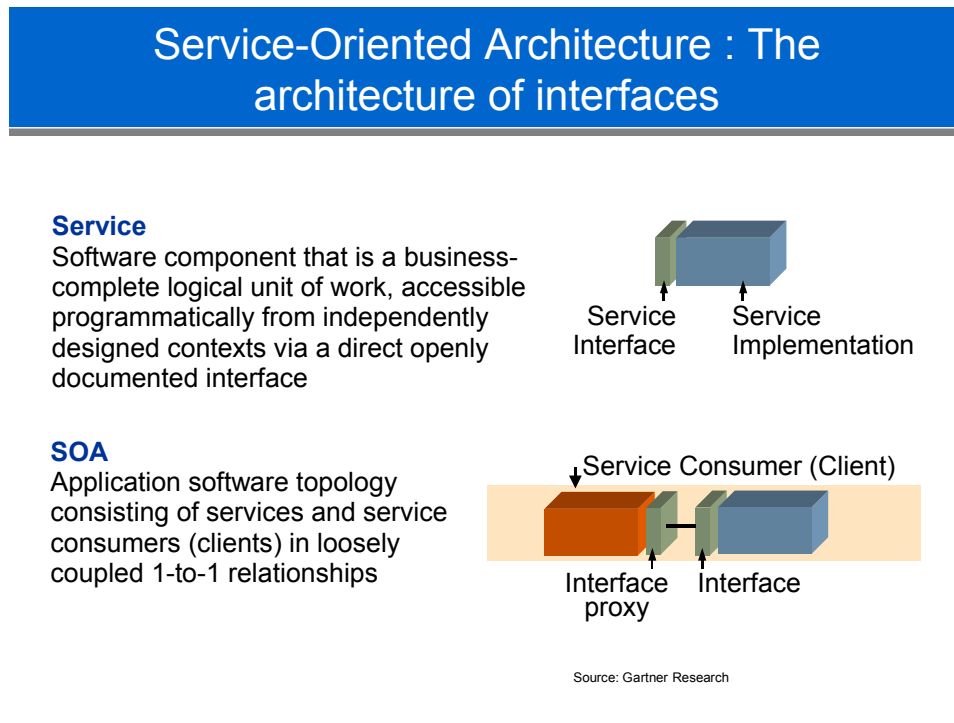 Service-Oriented Architecture : The
architecture of interfaces
Service
Software component that is a business-
complete logical unit of work, accessible
programmatically from independently
designed contexts via a direct openly
documented interface
Service
Interface
Service
Implementation
SOA
Application software topology
consisting of services and service
consumers (clients) in loosely
coupled 1-to-1 relationships
Service Consumer (Client)
Interface
proxy
Interface
Source: Gartner Research